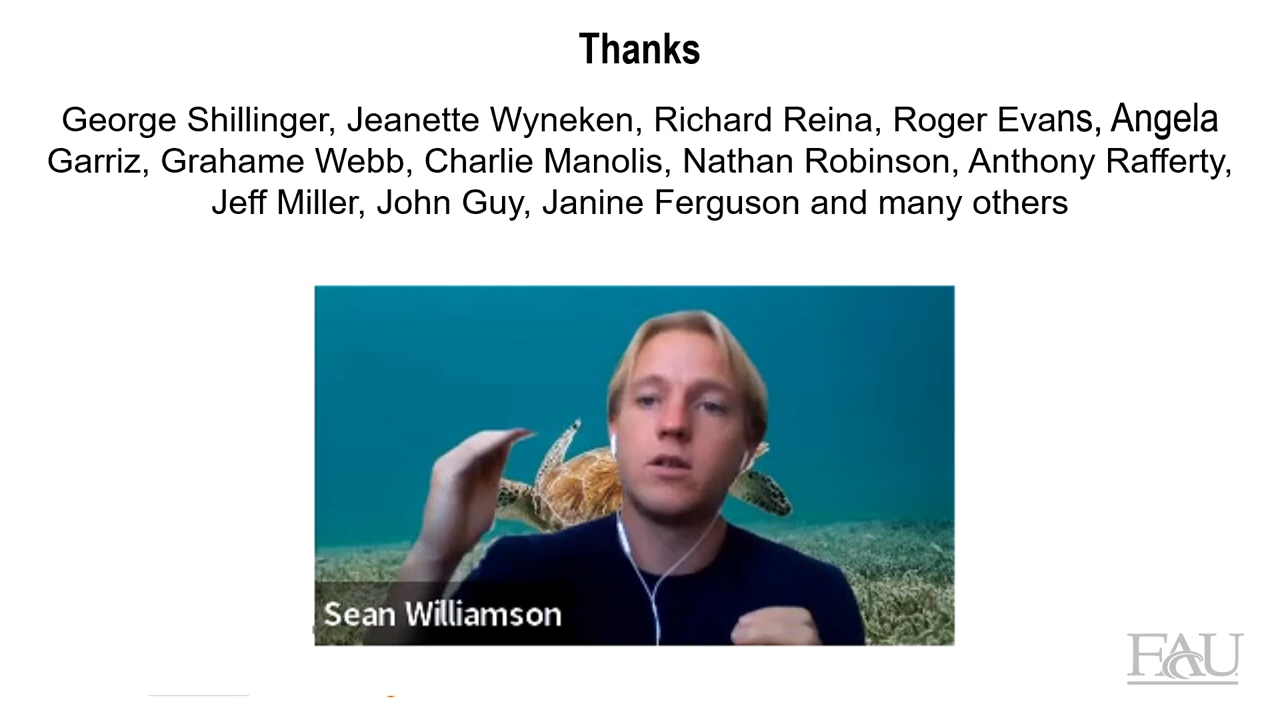 Thanks
George Shillinger, Jeanette Wyneken, Richard Reina, Roger Evans, Angela
Garriz, Grahame Webb, Charlie Manolis, Nathan Robinson, Anthony Rafferty,
Jeff Miller, John Guy, Janine Ferguson and many others
Sean Williamson
FAU